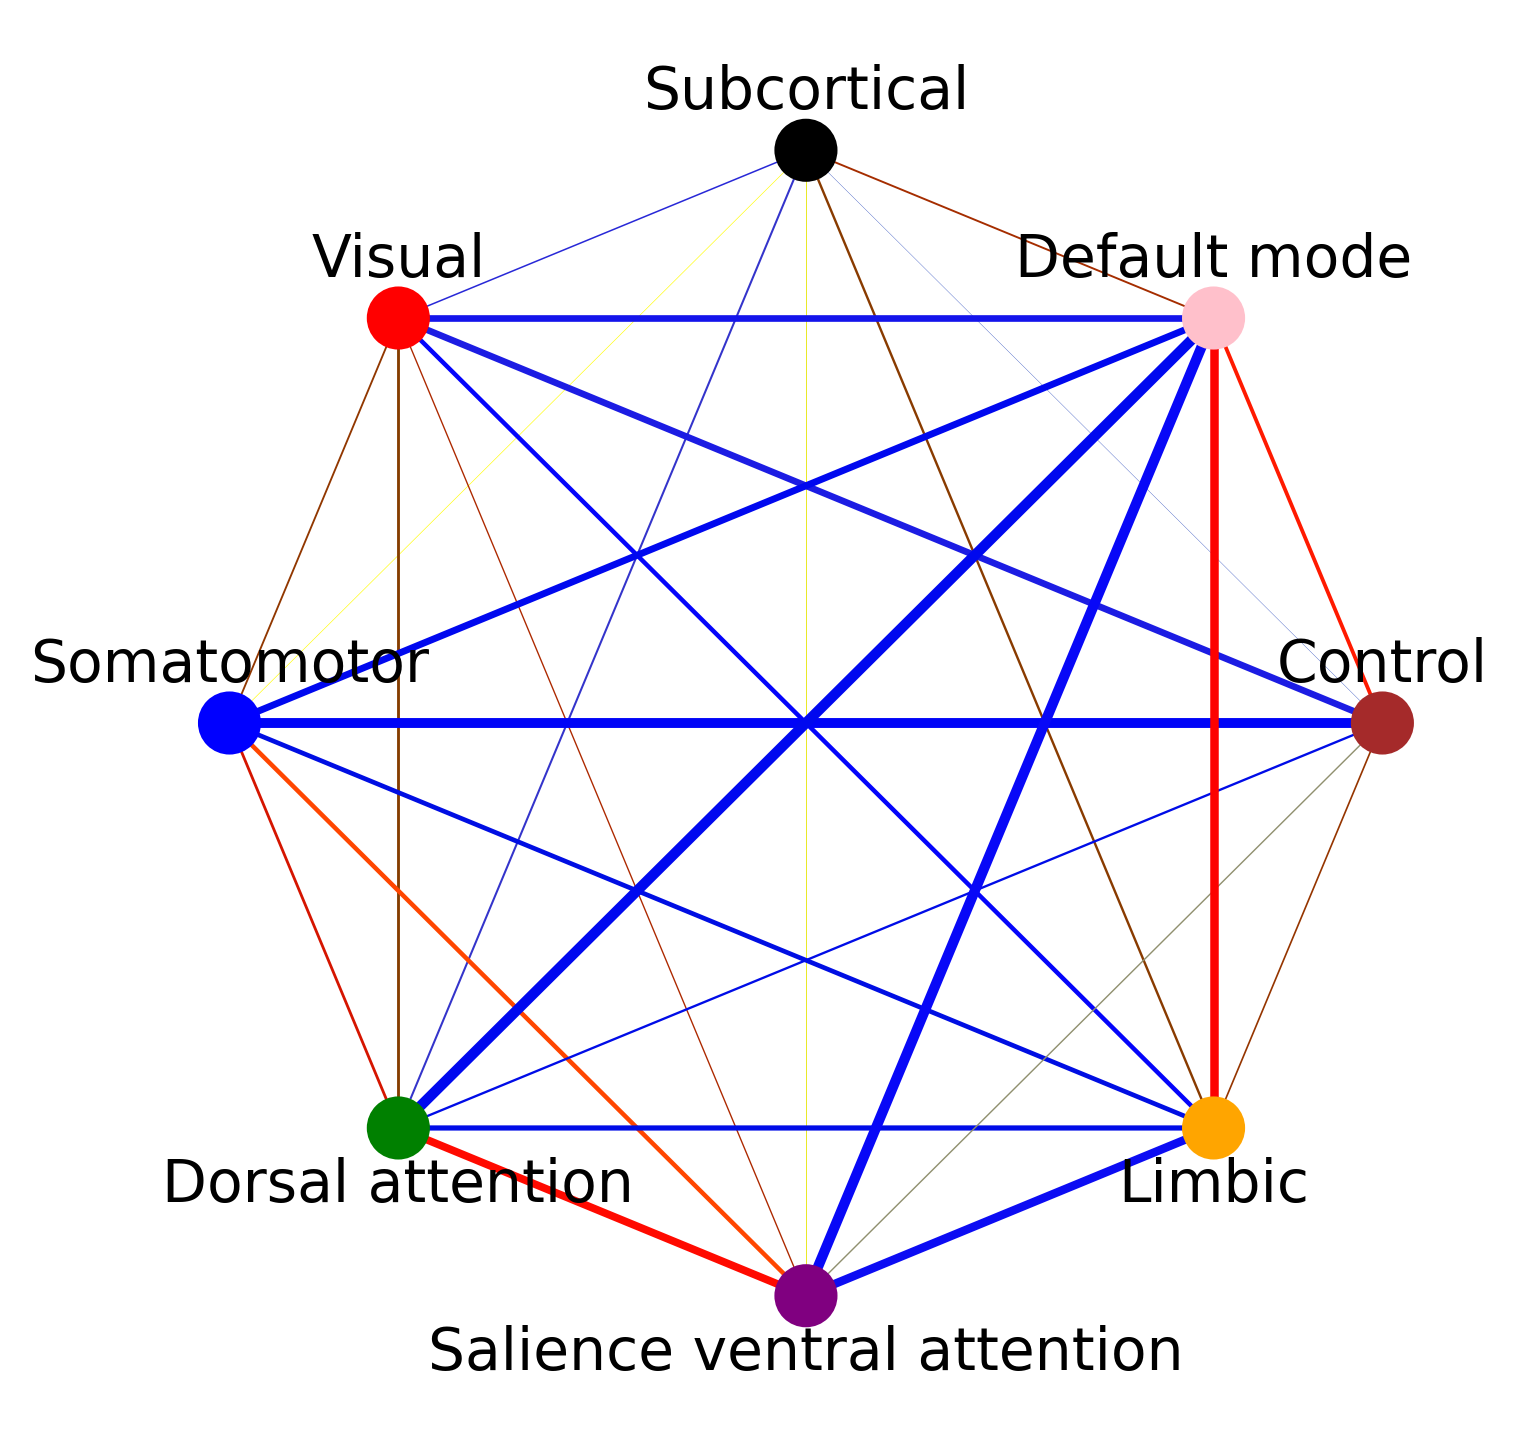 Subcortical
Visual
Default mode
Somatomotor
Control
Dorsal attention
Limbic
Salience ventral attention